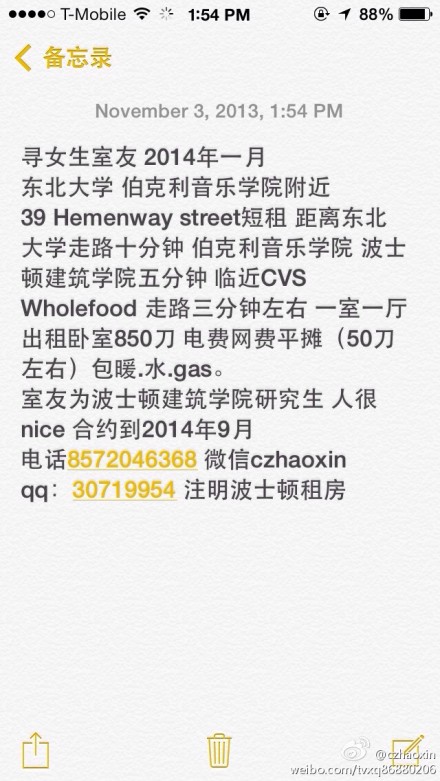 T-Mobile 1:54 PM 88%
备忘录
November 3, 2013, 1:54 PM
寻女生室友 2014年一月
东北大学 伯克利音乐学院附近
39 Hemenway street短租 距离东北
大学走路十分钟 伯克利音乐学院 波士
顿建筑学院五分钟 临近CVS
Wholefood 走路三分钟左右 一室一厅
出租卧室850刀 电费网费平摊（50刀
左右）包暖.水.gas。
室友为波士顿建筑学院研究生 人很
nice 合约到2014年9月
电话8572046368 微信czhaoxin
qq：30719954 注明波士顿租房
@czhaoxin
weibo.com/tvxq86880206